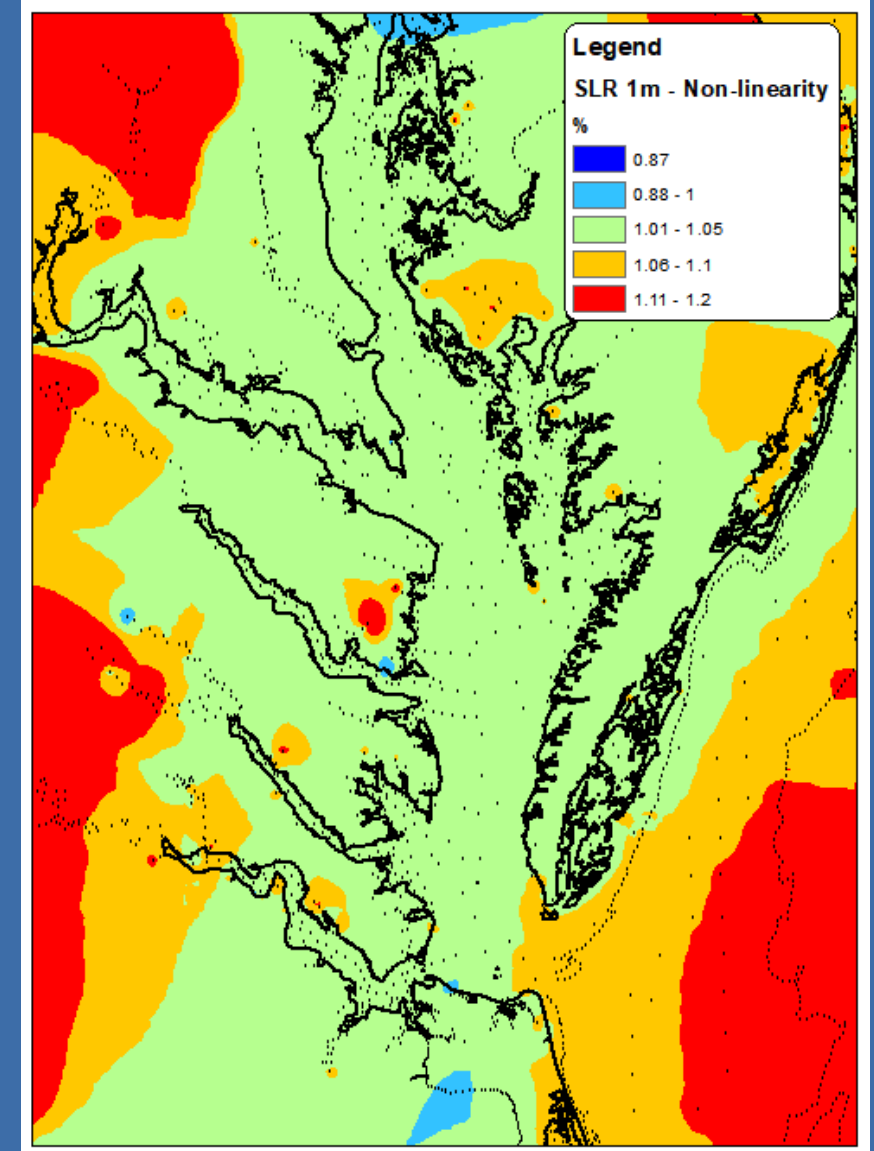 Legend
SLR 1m - Non-linearity
%
0.87
0.88 - 1
1.01 - 1.05
1.06 - 1.1
1.11 - 1.2